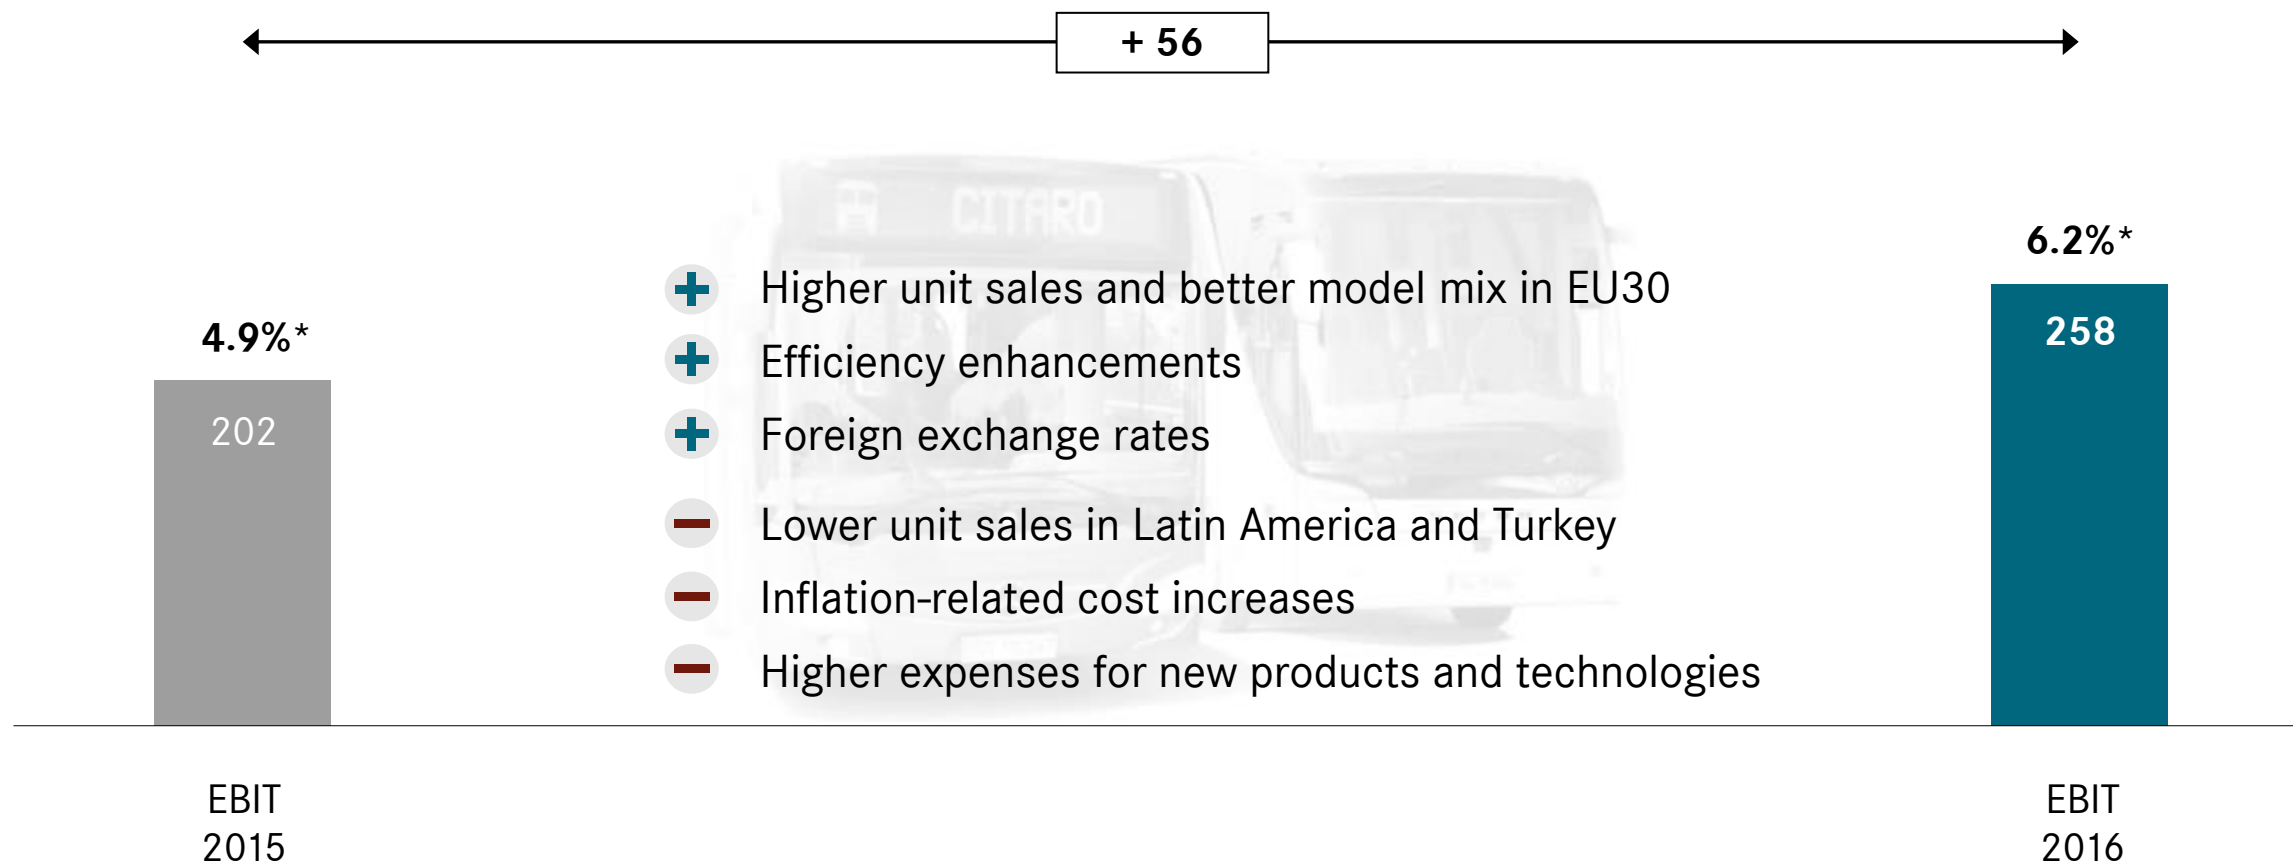 + 56
CITARO
6.2%*
Higher unit sales and better model mix in EU30
4.9%*
258
Efficiency enhancements
202
Foreign exchange rates
Lower unit sales in Latin America and Turkey
Inflation-related cost increases
Higher expenses for new products and technologies
EBIT
2015
EBIT
2016